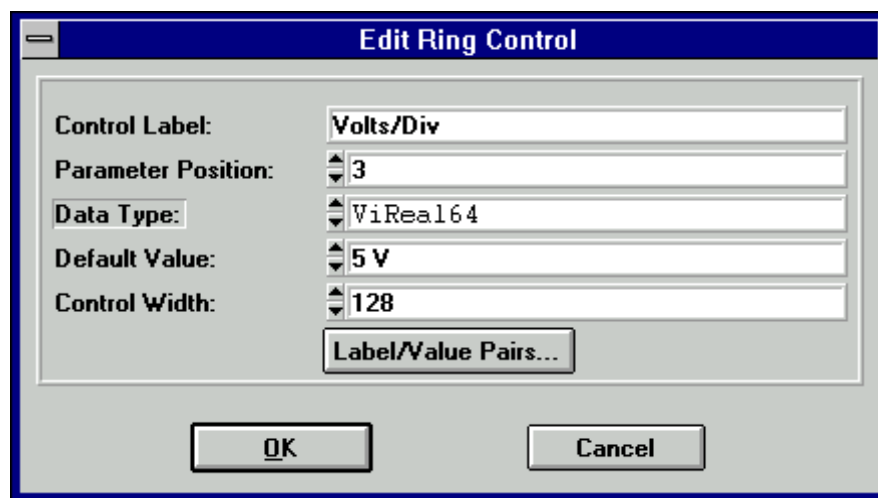 Edit Ring Control
Control Label: Volts/Div
Parameter Position: 3
Data Type: ViReal64
Default Value: 5 V
Control Width: 128
Label/Value Pairs...
OK Cancel